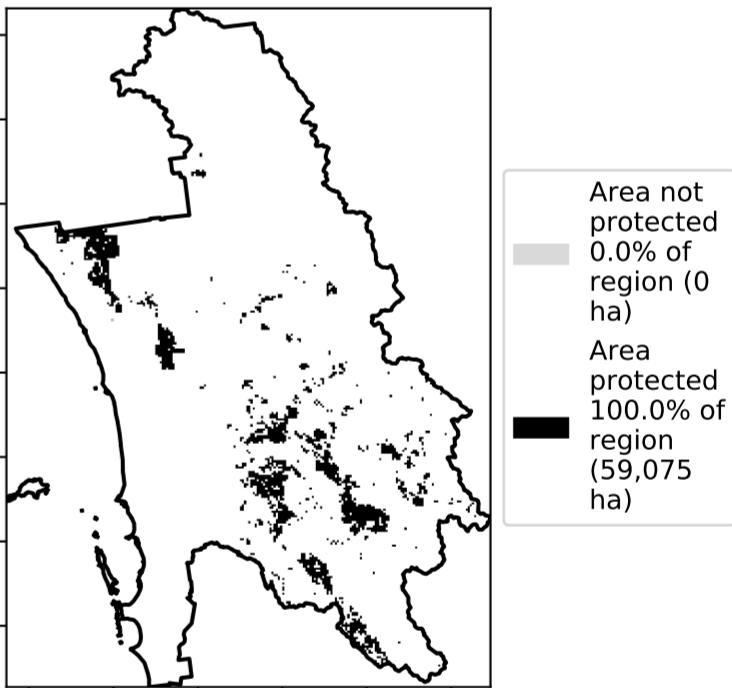 Area not
protected
0.0% of
region (0
ha)
Area
protected
100.0% of
region
(59,075
ha)